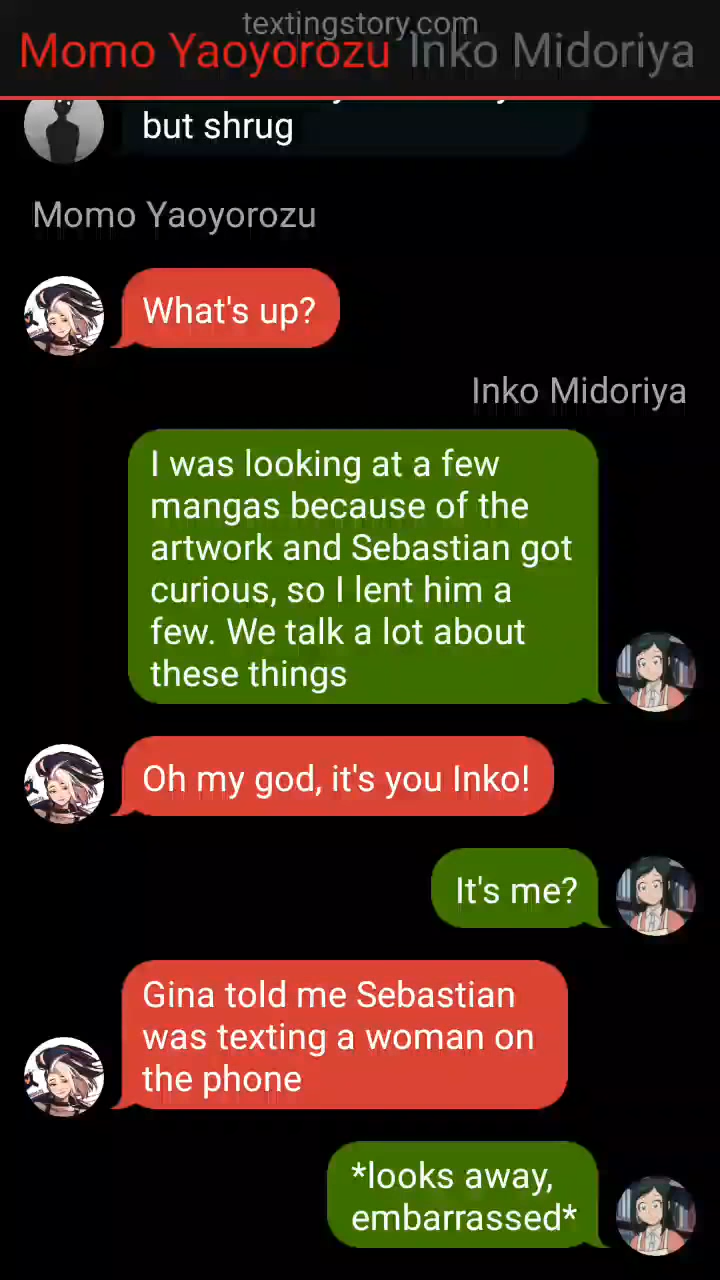 textingstory.com
Momo Yaoyorozu Inko Midoriya
but shrug
Momo Yaoyorozu
What's up?
Inko Midoriya
I was looking at a few
mangas because of the
artwork and Sebastian got
curious, so I lent him a
few. We talk a lot about
these things
Oh my god, it's you Inko!
It's me?
Gina told me Sebastian
was texting a woman on
the phone
*looks away,
embarrassed*